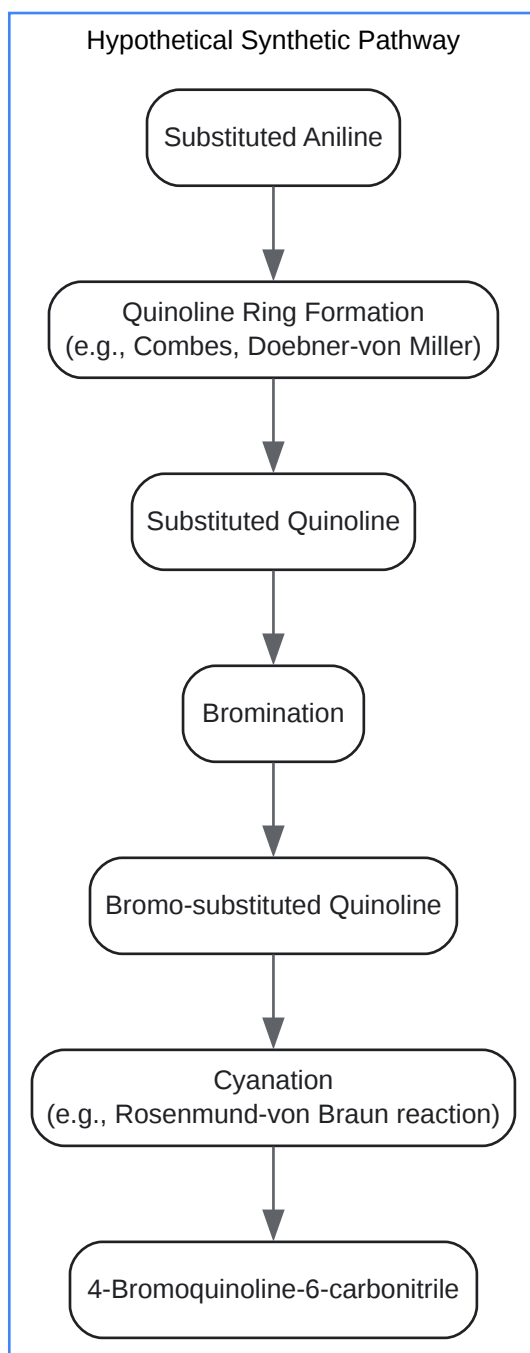 Hypothetical Synthetic Pathway
Substituted Aniline
Quinoline Ring Formation
(e.g., Combes, Doebner-von Miller)
Substituted Quinoline
Bromination
Bromo-substituted Quinoline
Cyanation
(e.g., Rosenmund-von Braun reaction)
4-Bromoquinoline-6-carbonitrile